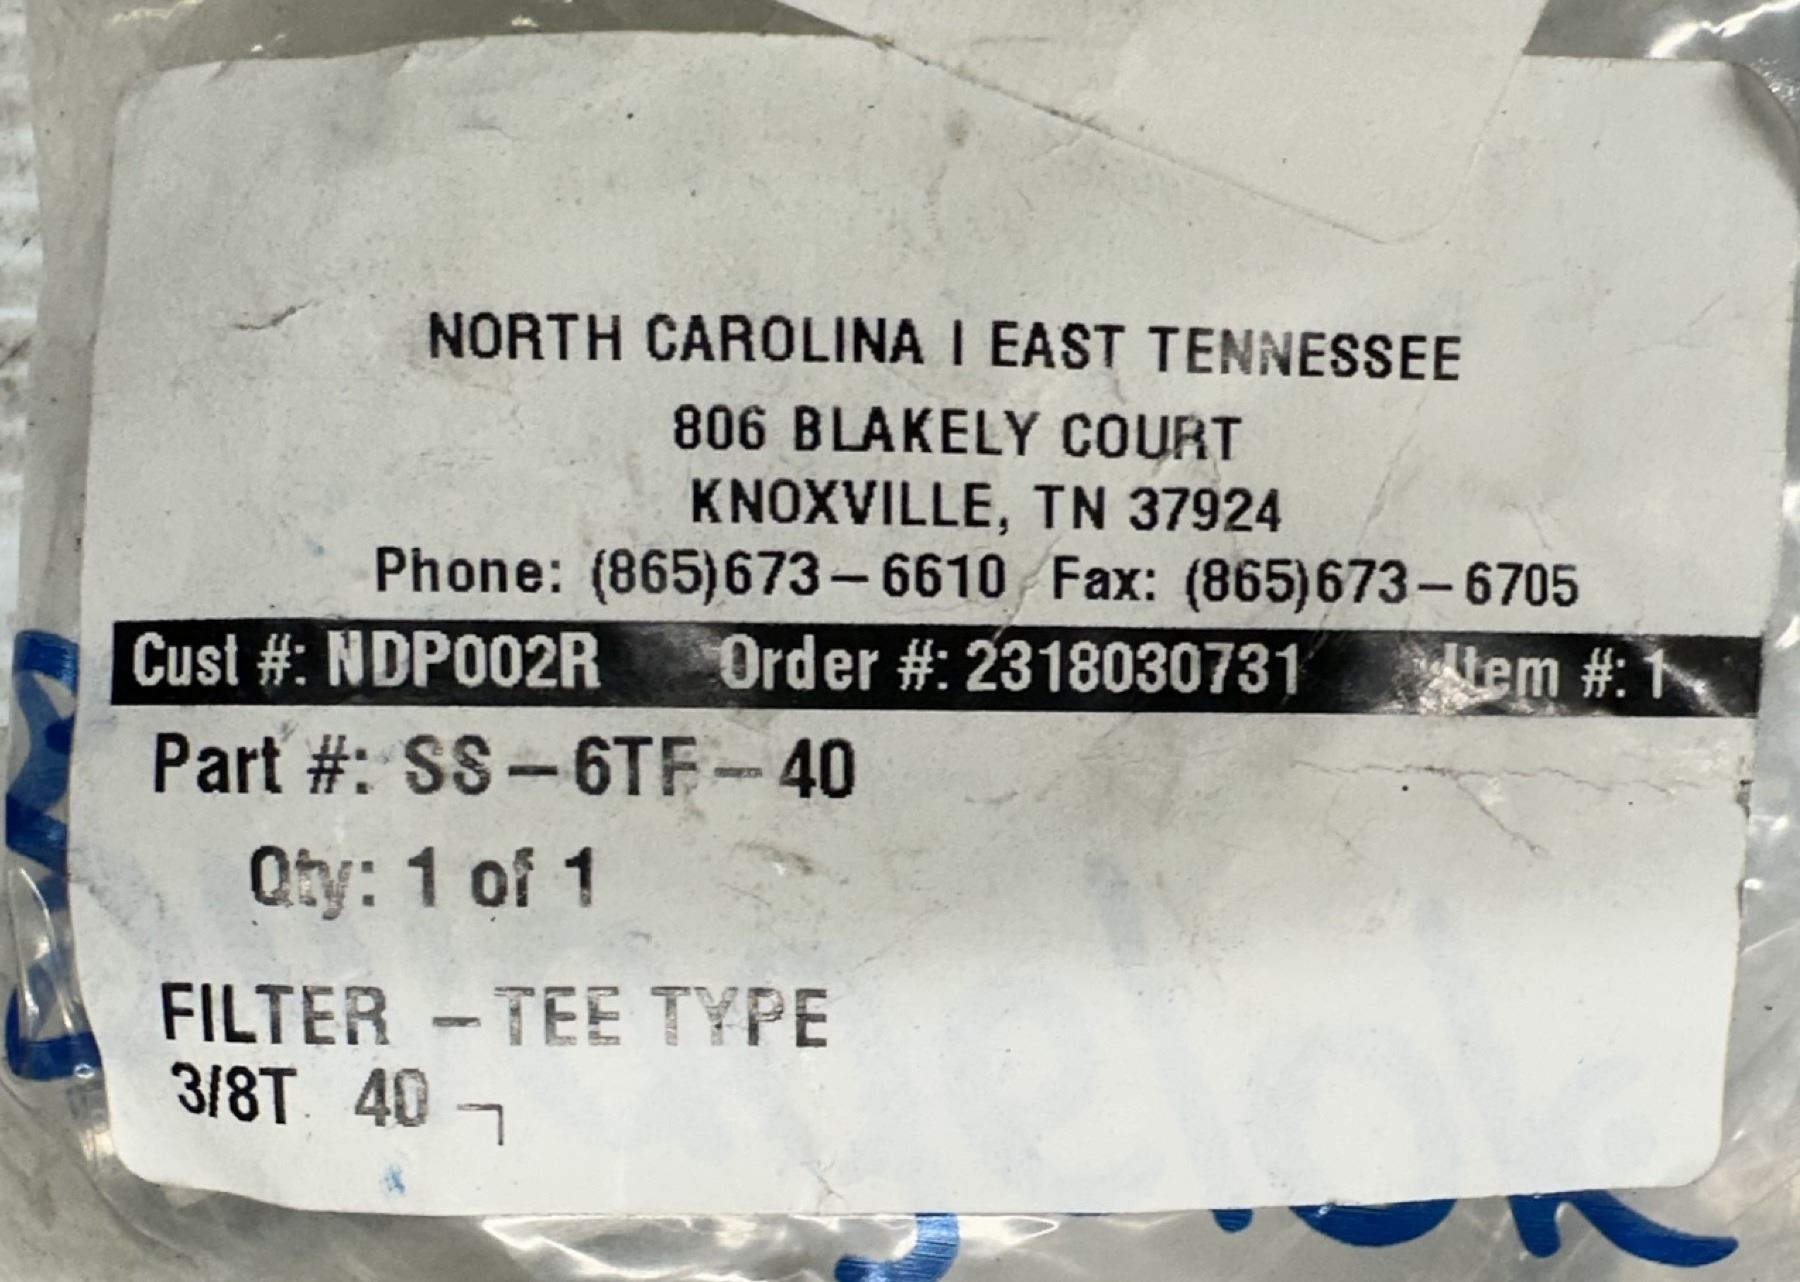 NORTH CAROLINA | EAST TENNESSEE
806 BLAKELY COURT
KNOXVILLE, TN 37924
Phone: (865)673-6610 Fax: (865)673-6705
Cust #: NDP002R Order #: 2318030731 Item #: 1
Part #: SS-6TF-40
Qty: 1 of 1
FILTER - TEE TYPE
3/8T 40